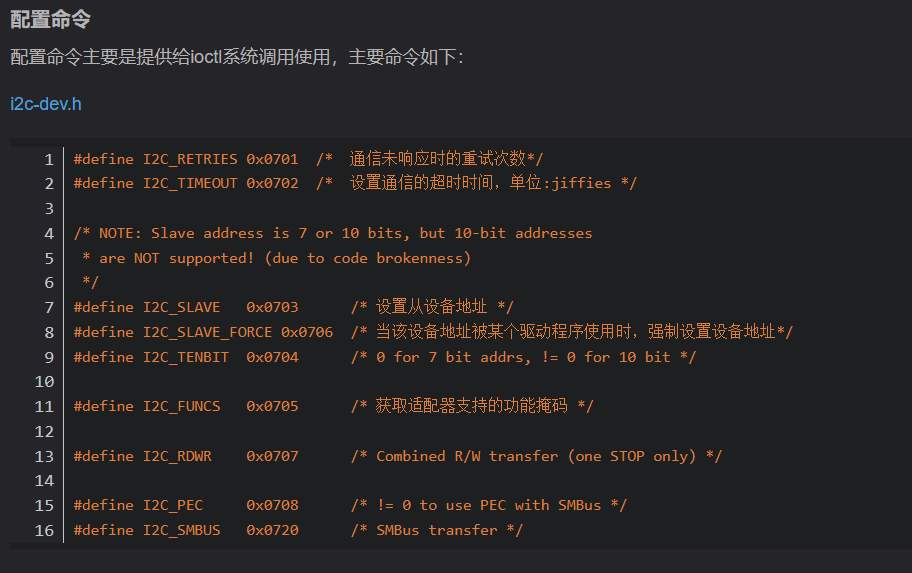 配置命令
配置命令主要是提供给ioctl系统调用使用，主要命令如下：
i2c-dev.h
1 #define I2C_RETRIES 0x0701  /*  通信未响应时的重试次数*/
2 #define I2C_TIMEOUT 0x0702  /*  设置通信的超时时间，单位:jiffies */
3
4 /* NOTE: Slave address is 7 or 10 bits, but 10-bit addresses
5  * are NOT supported! (due to code brokenness)
6  */
7 #define I2C_SLAVE   0x0703      /* 设置从设备地址 */
8 #define I2C_SLAVE_FORCE 0x0706  /* 当该设备地址被某个驱动程序使用时，强制设置设备地址*/
9 #define I2C_TENBIT  0x0704      /* 0 for 7 bit addrs, != 0 for 10 bit */
10
11 #define I2C_FUNCS   0x0705      /* 获取适配器支持的功能掩码 */
12
13 #define I2C_RDWR    0x0707      /* Combined R/W transfer (one STOP only) */
14
15 #define I2C_PEC     0x0708      /* != 0 to use PEC with SMBus */
16 #define I2C_SMBUS   0x0720      /* SMBus transfer */